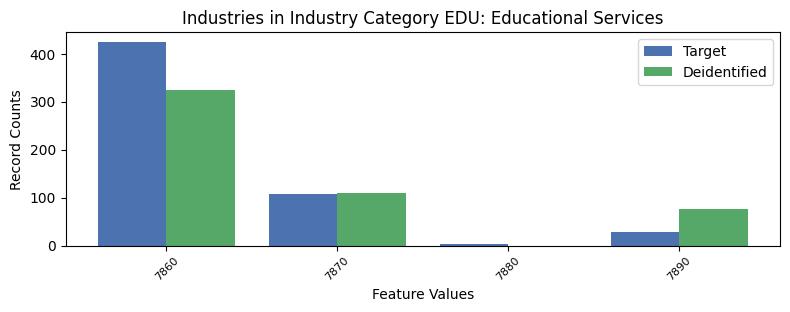 Industries in Industry Category EDU: Educational Services
Target
Deidentified
Record Counts
400
300
200
100
0
7860
7870
7880
7890
Feature Values